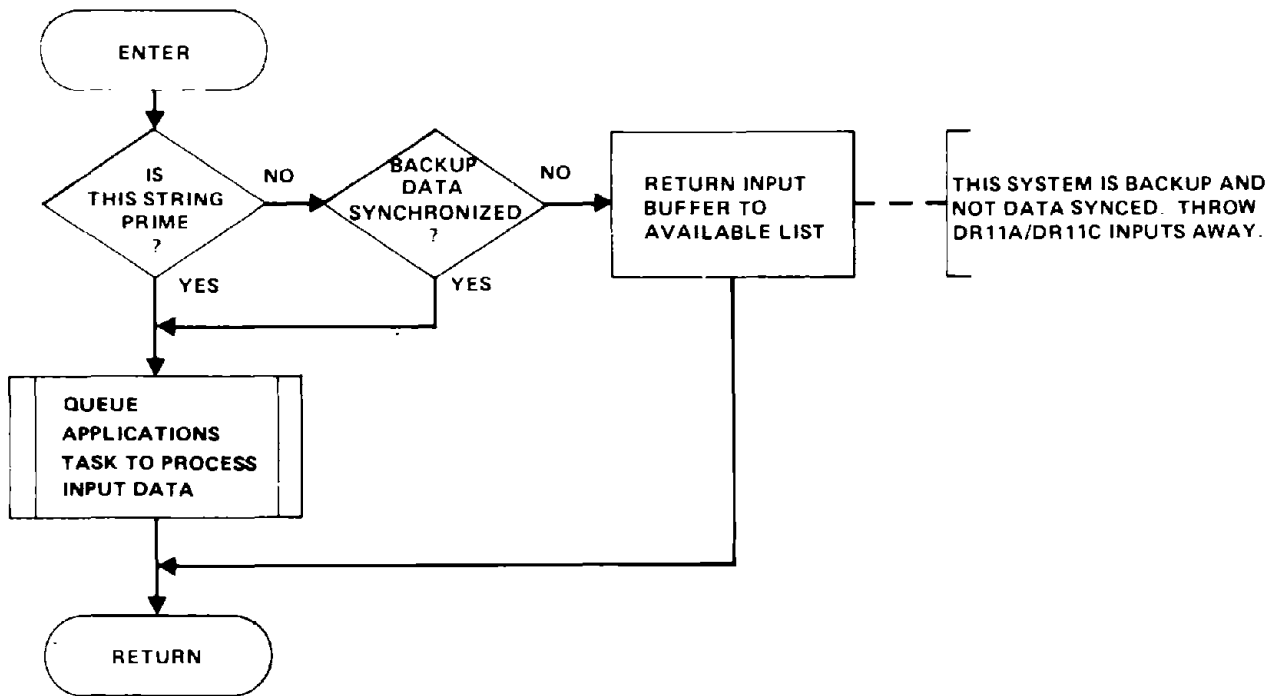 ENTER
IS
THIS STRING
PRIME
?
NO
YES
BACKUP
DATA
SYNCHRONIZED
?
NO
YES
RETURN INPUT
BUFFER TO
AVAILABLE LIST
THIS SYSTEM IS BACKUP AND
NOT DATA SYNCED. THROW
DR11A/DR11C INPUTS AWAY.
QUEUE
APPLICATIONS
TASK TO PROCESS
INPUT DATA
RETURN